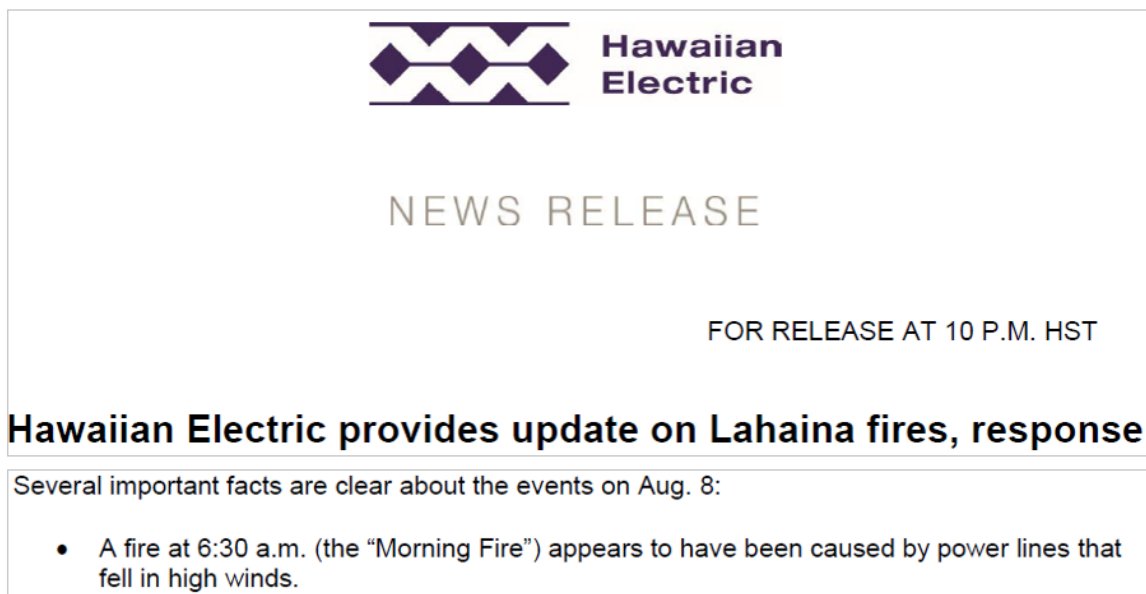 Hawaiian
Electric
NEWS RELEASE
FOR RELEASE AT 10 P.M. HST
Hawaiian Electric provides update on Lahaina fires, response
Several important facts are clear about the events on Aug. 8:
• A fire at 6:30 a.m. (the “Morning Fire”) appears to have been caused by power lines that
fell in high winds.